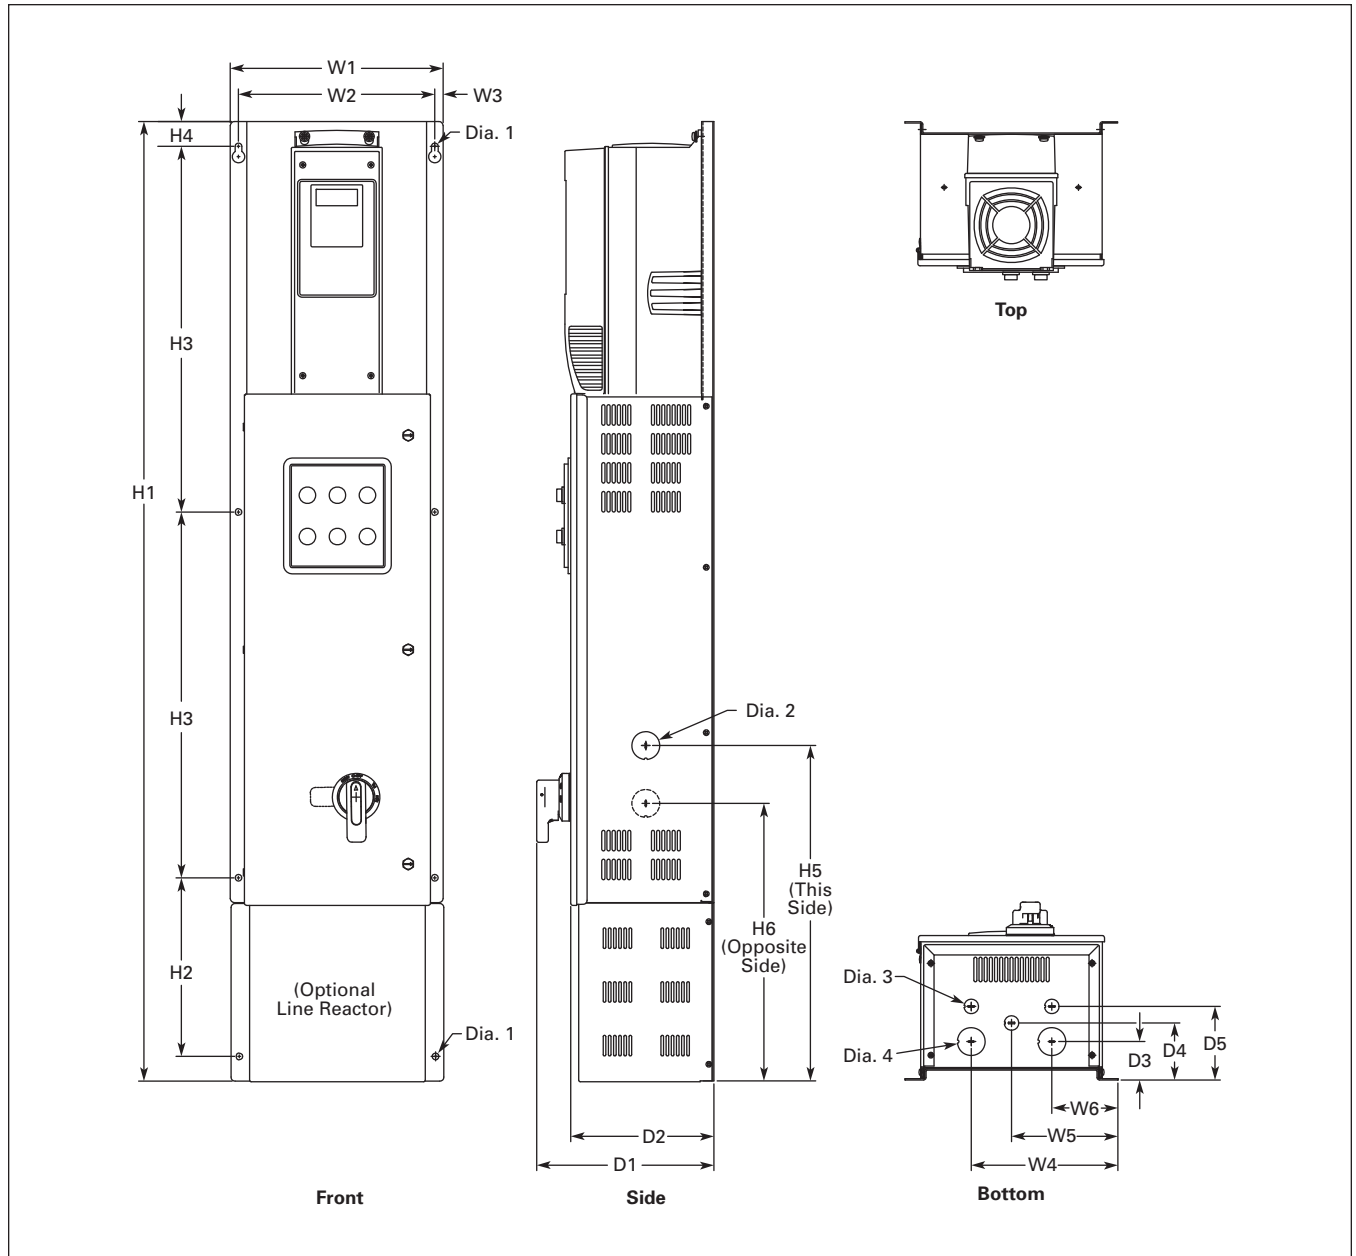 W1
W2
W3
H4
Dia. 1
H3
H1
H3
H2
(Optional
Line Reactor)
Dia. 1
Front
Dia. 2
H5
(This
Side)
H6
(Opposite
Side)
D2
D1
Side
Top
Dia. 3
Dia. 4
D3
D4
D5
W6
W5
W4
Bottom